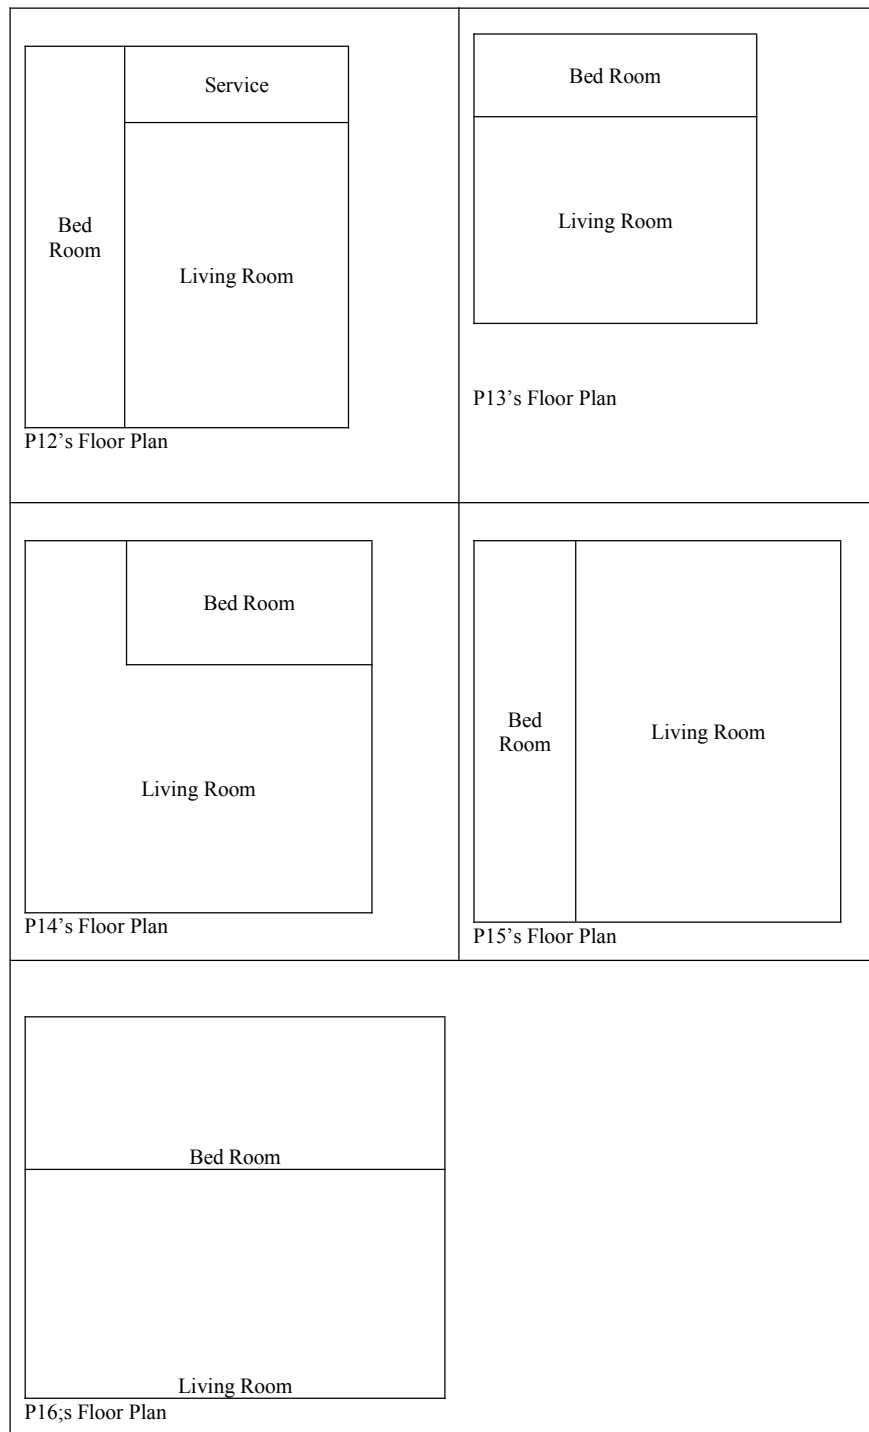 Service
Bed
Room
Living Room
P12’s Floor Plan
Bed Room
Living Room
P13’s Floor Plan
Bed Room
Living Room
P14’s Floor Plan
Bed
Room
Living Room
P15’s Floor Plan
Bed Room
Living Room
P16;s Floor Plan